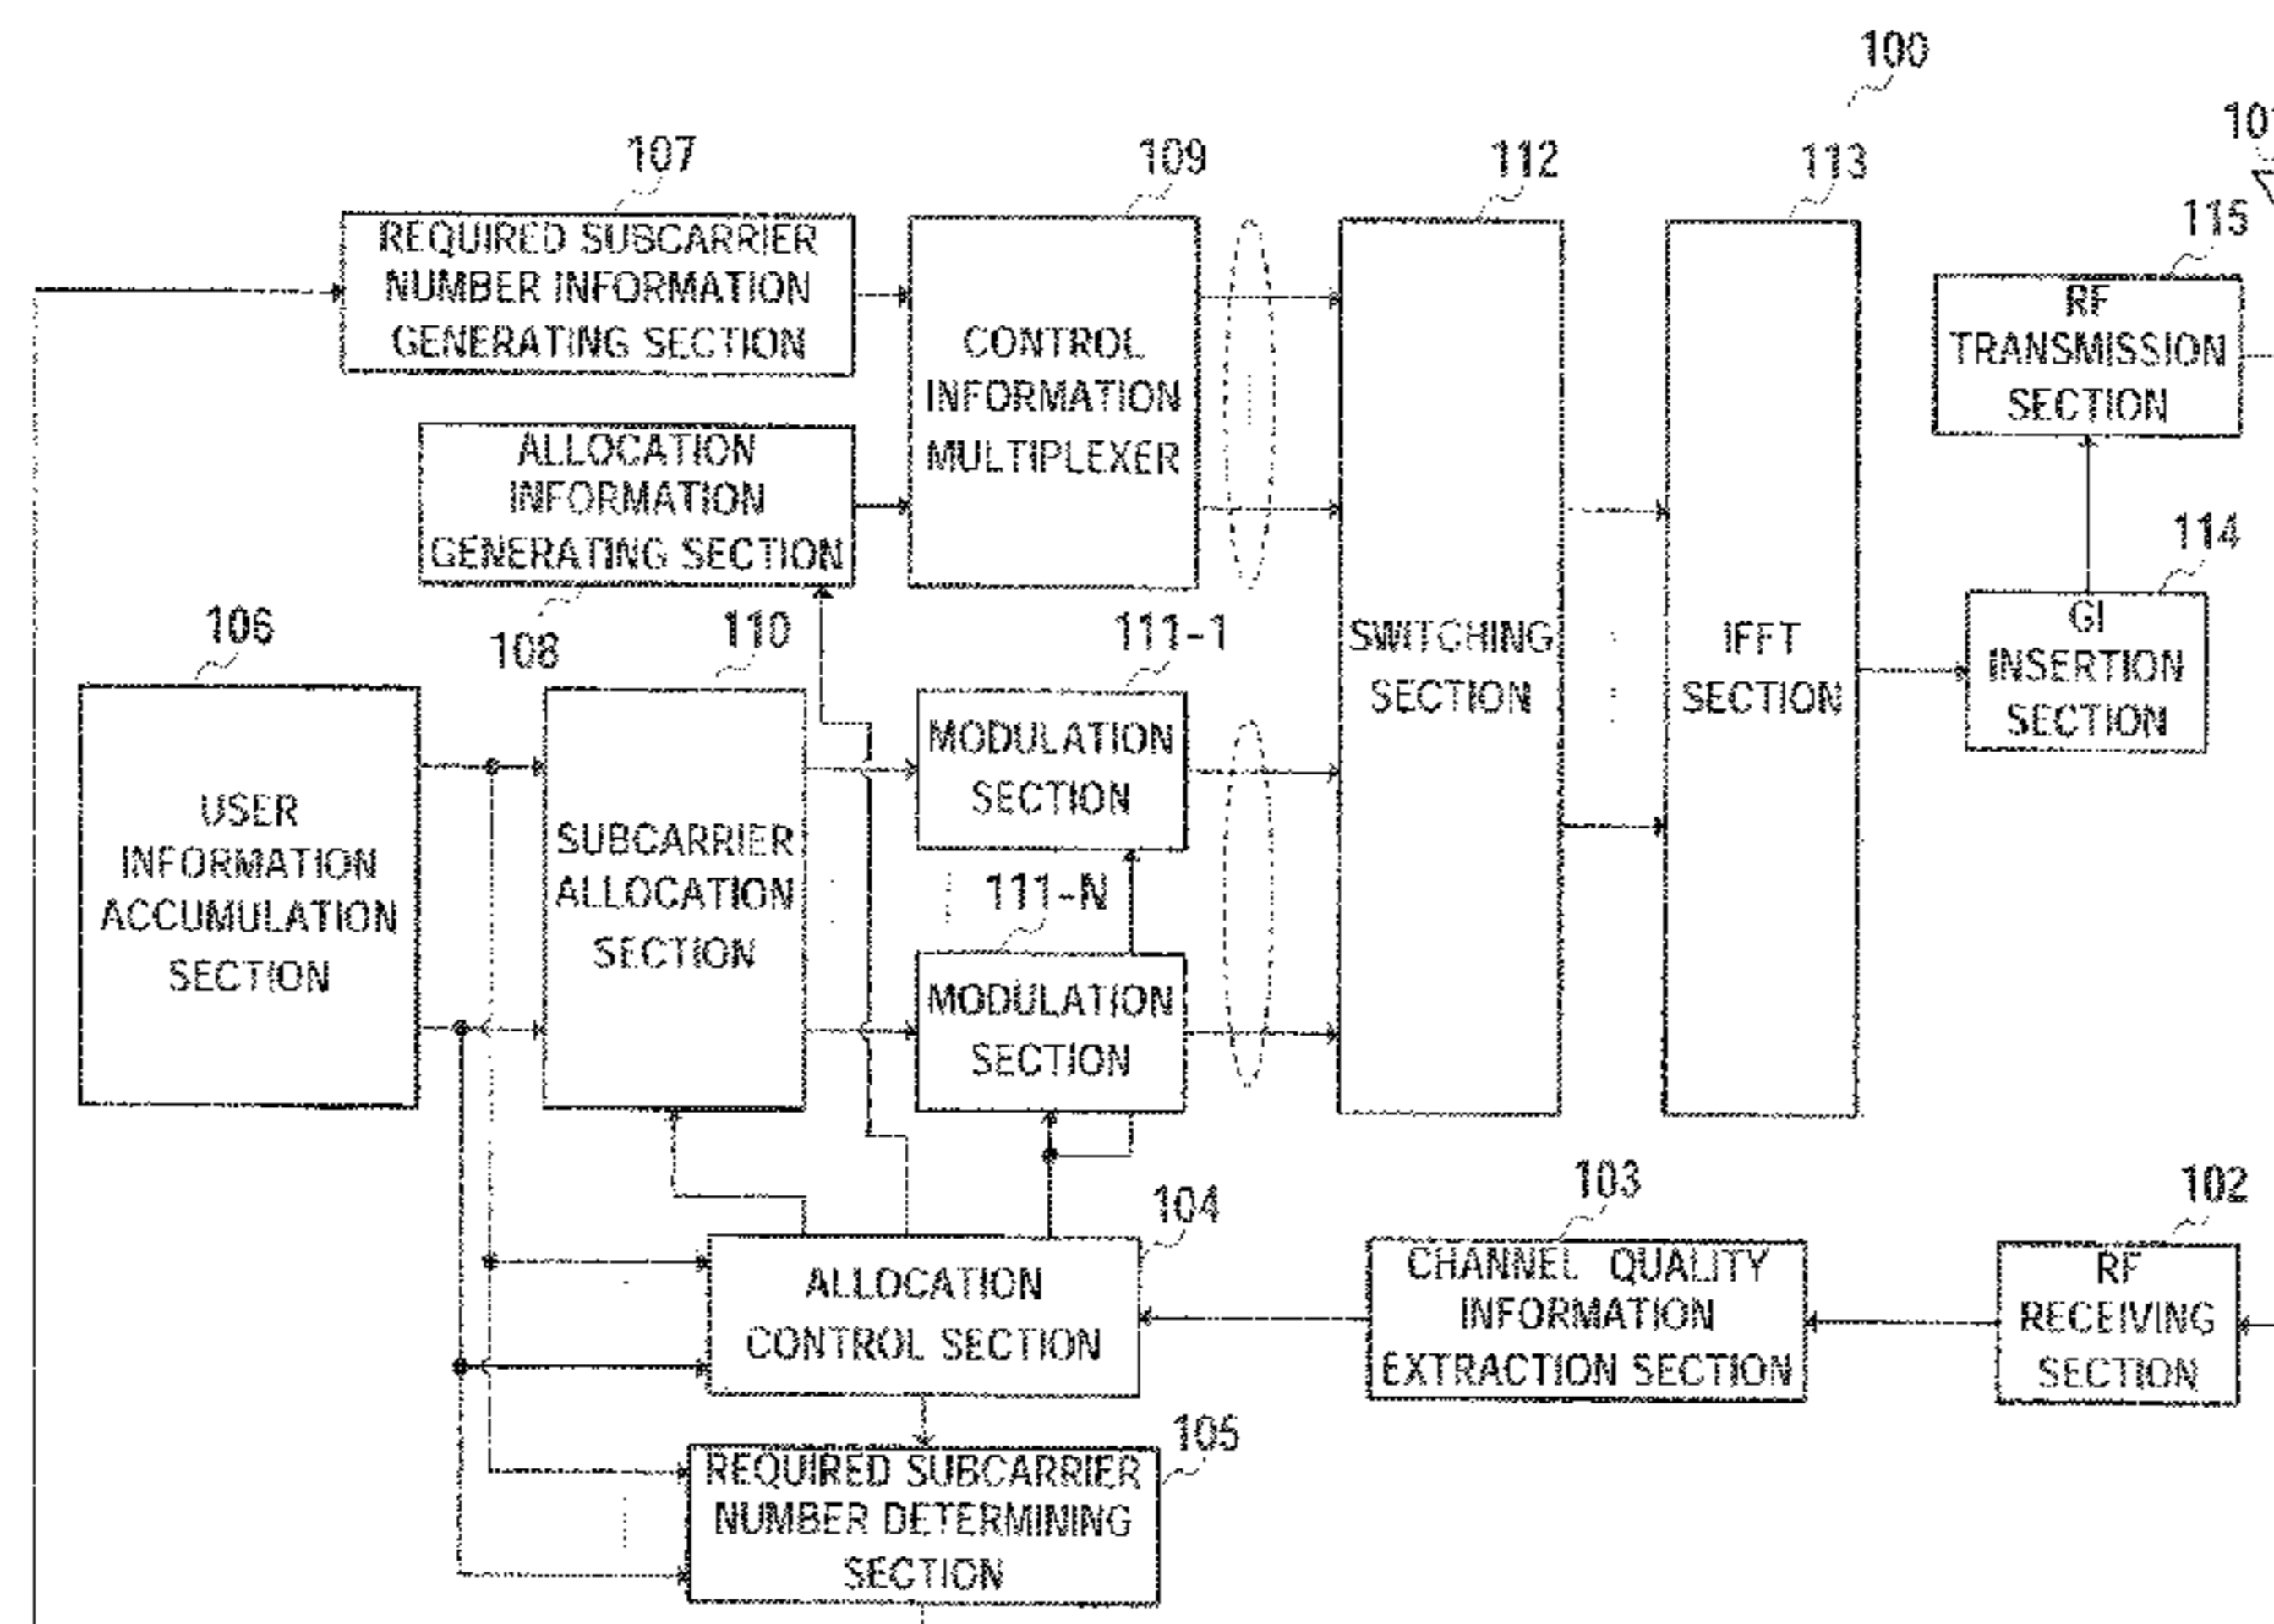 100
101
107
109
112
113
115
REQUIRED SUBCARRIER
NUMBER INFORMATION
GENERATING SECTION
CONTROL
INFORMATION
MULTIPLEXER
RF
TRANSMISSION
SECTION
ALLOCATION
INFORMATION
GENERATING SECTION
108
114
GI
INSERTION
SECTION
106
110
111-1
SWITCHING
SECTION
IFFT
SECTION
USER
INFORMATION
ACCUMULATION
SECTION
SUBCARRIER
ALLOCATION
SECTION
MODULATION
SECTION
111-N
MODULATION
SECTION
104
103
102
ALLOCATION
CONTROL SECTION
CHANNEL QUALITY
INFORMATION
EXTRACTION SECTION
RF
RECEIVING
SECTION
105
REQUIRED SUBCARRIER
NUMBER DETERMINING
SECTION